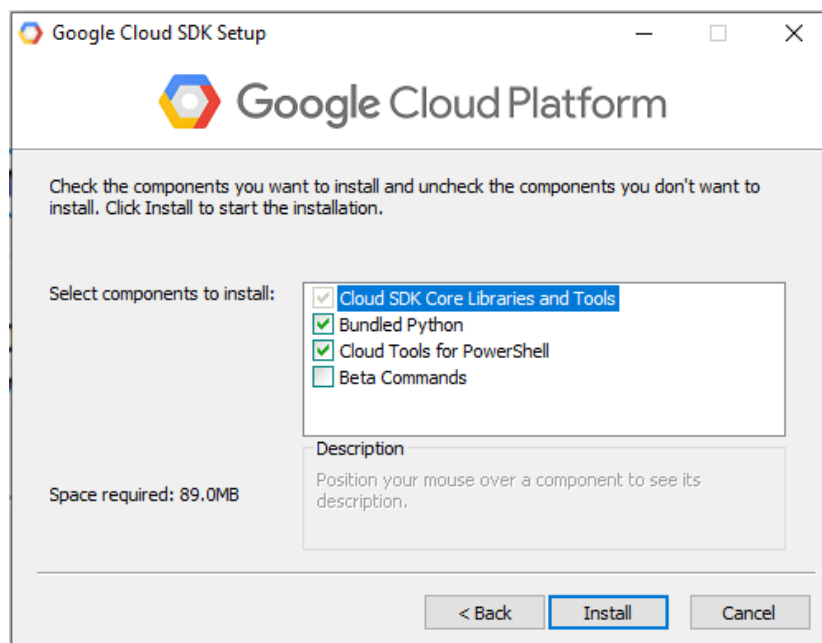 Google Cloud SDK Setup
Google Cloud Platform
Check the components you want to install and uncheck the components you don't want to
install. Click Install to start the installation.
Select components to install:
Cloud SDK Core Libraries and Tools
Bundled Python
Cloud Tools for PowerShell
Beta Commands
Description
Position your mouse over a component to see its
description.
Space required: 89.0MB
< Back
Install
Cancel